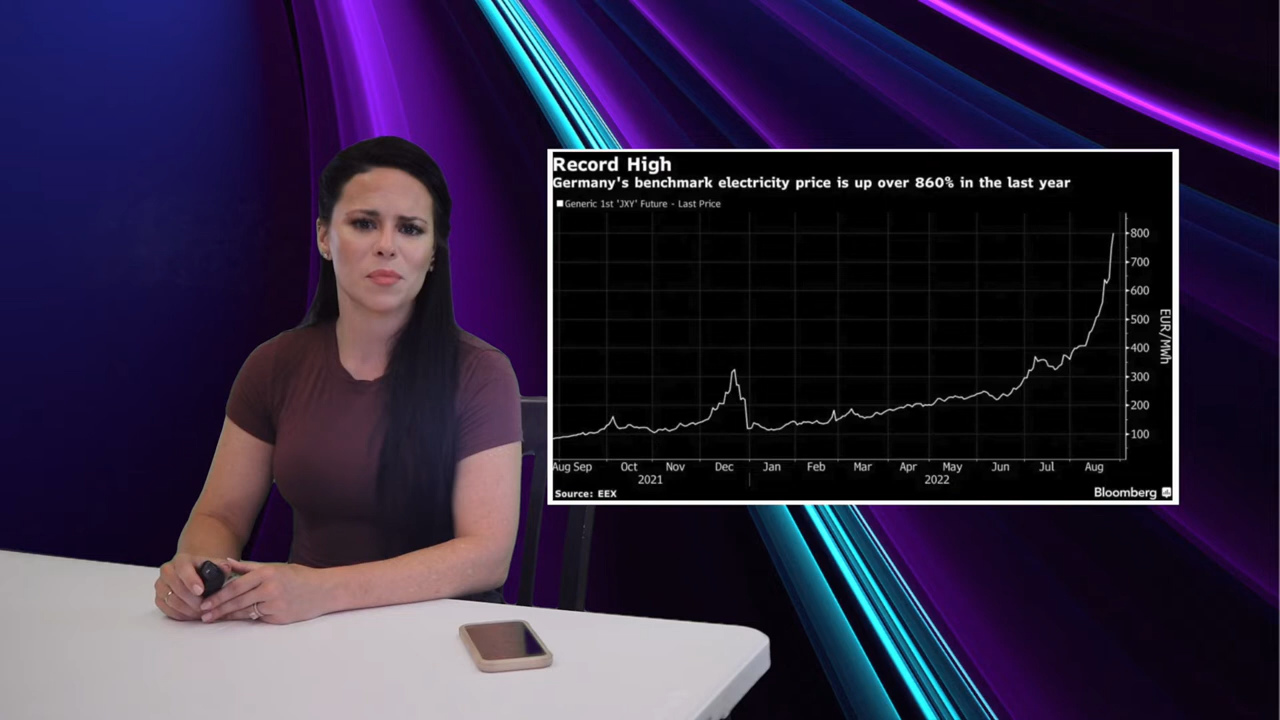 Record High
Germany's benchmark electricity price is up over 860% in the last year
Generic 1st 'JXY' Future - Last Price
800
700
600
500
400
300
200
100
EUR/MWh
Aug Sep Oct Nov Dec Jan Feb Mar Apr May Jun Jul Aug
2021 2022
Source: EEX
Bloomberg